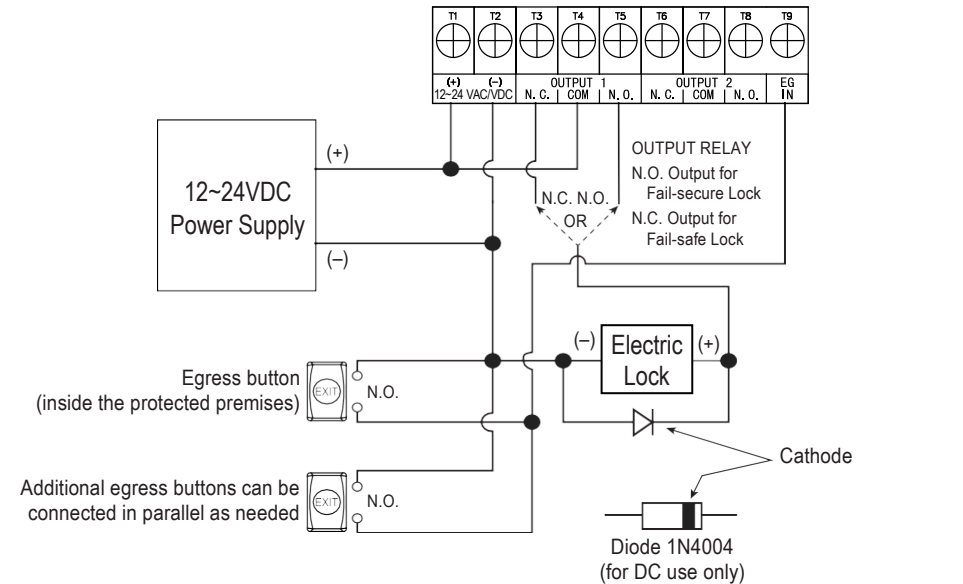 T1 T2 T3 T4 T5 T6 T7 T8 T9
(+) (–) OUTPUT 1 OUTPUT 2 EG
12~24 VAC/VDC N. C. COM N. O. N. C. COM N. O. IN
(+)
12~24VDC
Power Supply
(–)
OUTPUT RELAY
N.O. Output for
Fail-secure Lock
N.C. Output for
Fail-safe Lock
N.C. N.O.
OR
(–) Electric (+)
Lock
Egress button
(inside the protected premises)
EXIT
N.O.
Cathode
Additional egress buttons can be
connected in parallel as needed
EXIT
N.O.
Diode 1N4004
(for DC use only)